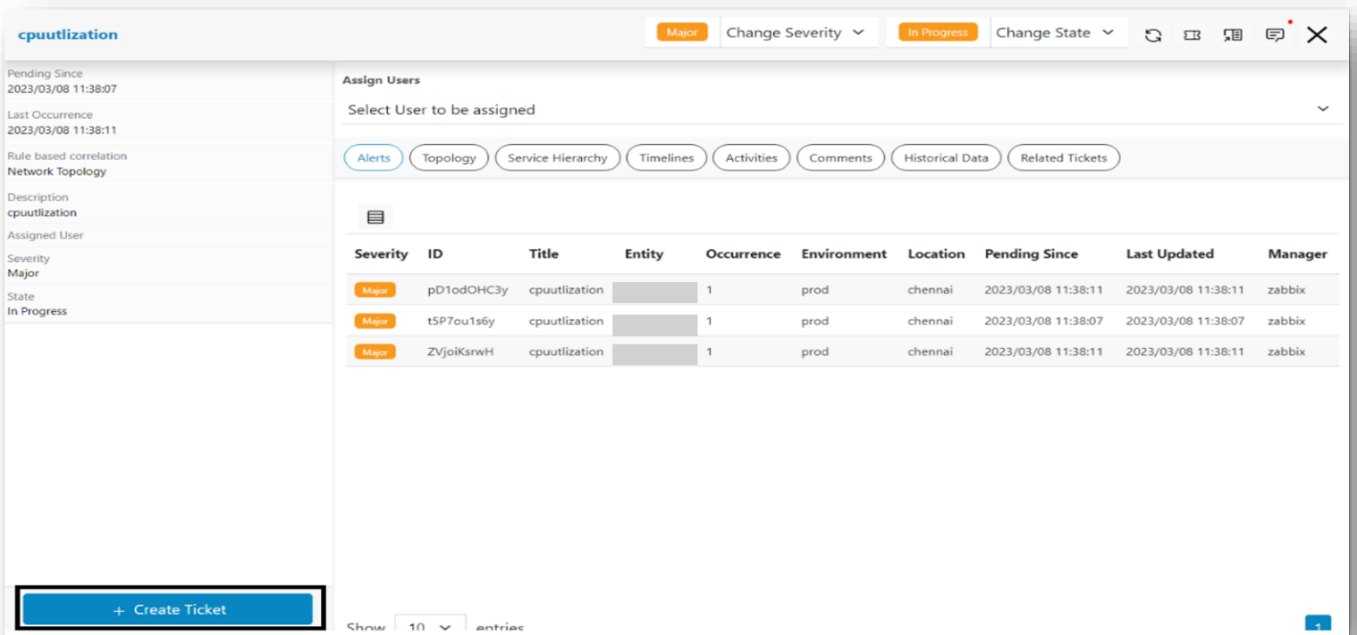 cpuutlization
Major Change Severity In Progress Change State
Pending Since
2023/03/08 11:38:07
Last Occurrence
2023/03/08 11:38:11
Rule based correlation
Network Topology
Description
cpuutlization
Assigned User
Severity
Major
State
In Progress
+ Create Ticket
Assign Users
Select User to be assigned
Alerts Topology Service Hierarchy Timelines Activities Comments Historical Data Related Tickets
Severity ID Title Entity Occurrence Environment Location Pending Since Last Updated Manager
Major pD1odOHC3y cpuutlization 1 prod chennai 2023/03/08 11:38:11 2023/03/08 11:38:11 zabbix
Major t5P7ou1s6y cpuutlization 1 prod chennai 2023/03/08 11:38:07 2023/03/08 11:38:07 zabbix
Major ZVjoiKsrwH cpuutlization 1 prod chennai 2023/03/08 11:38:11 2023/03/08 11:38:11 zabbix
Show 10 entries 1